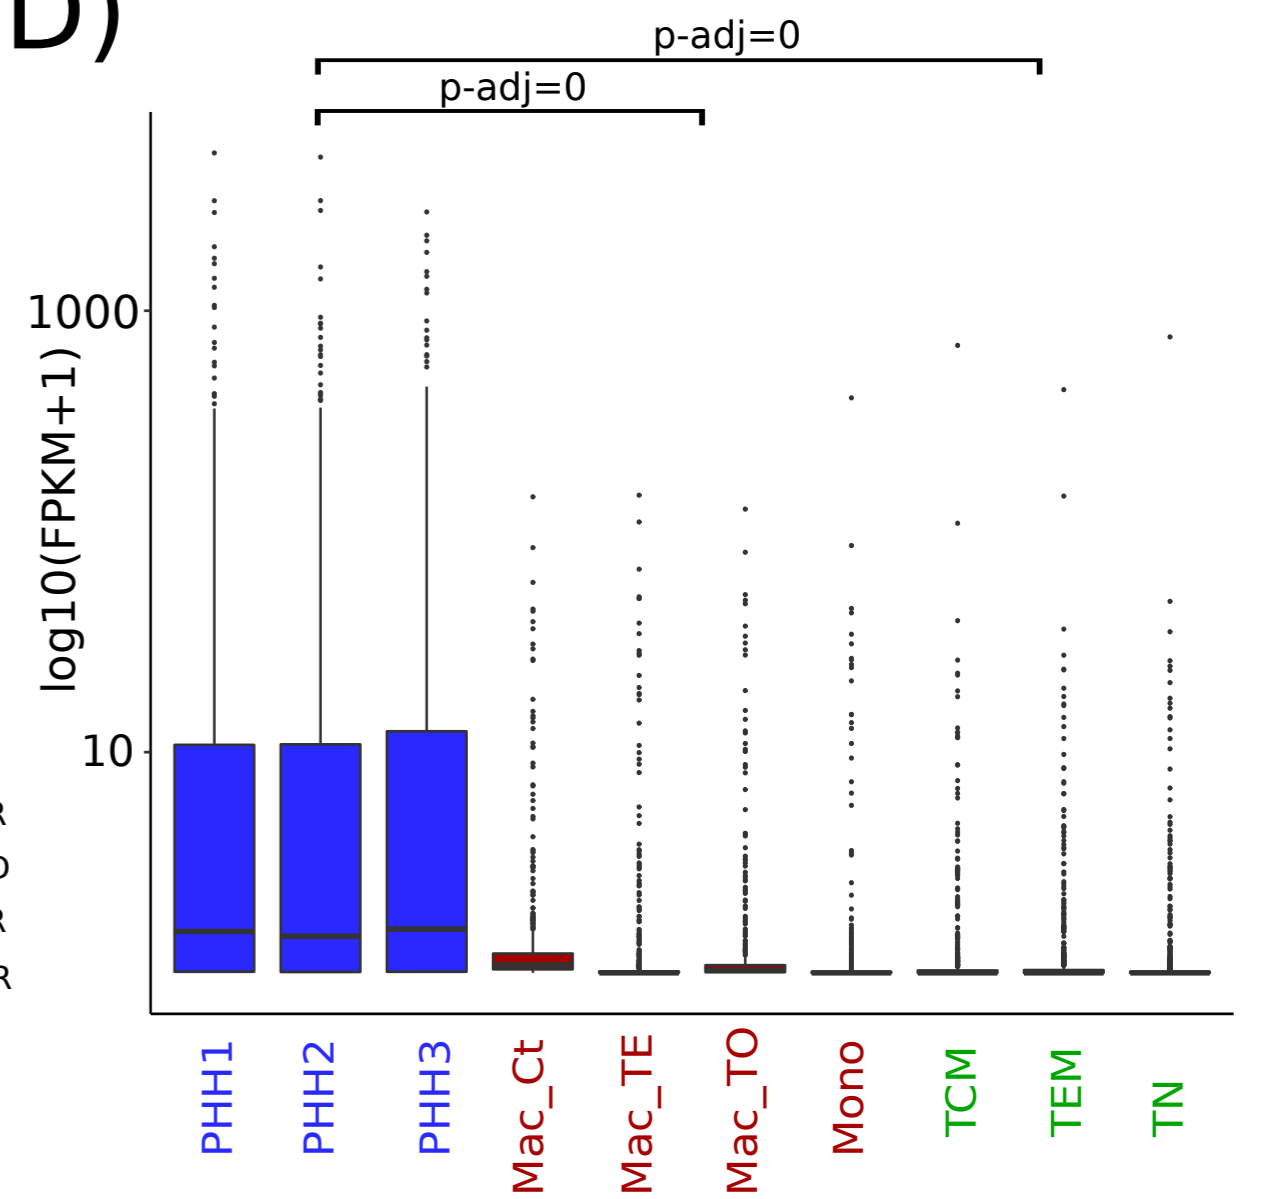 D)
p-adj=0
p-adj=0
1000
log10(FPKM+1)
10
R
R
R
PHH1
PHH2
PHH3
Mac_Ct
Mac_TE
Mac_TO
Mono
TCM
TEM
TN